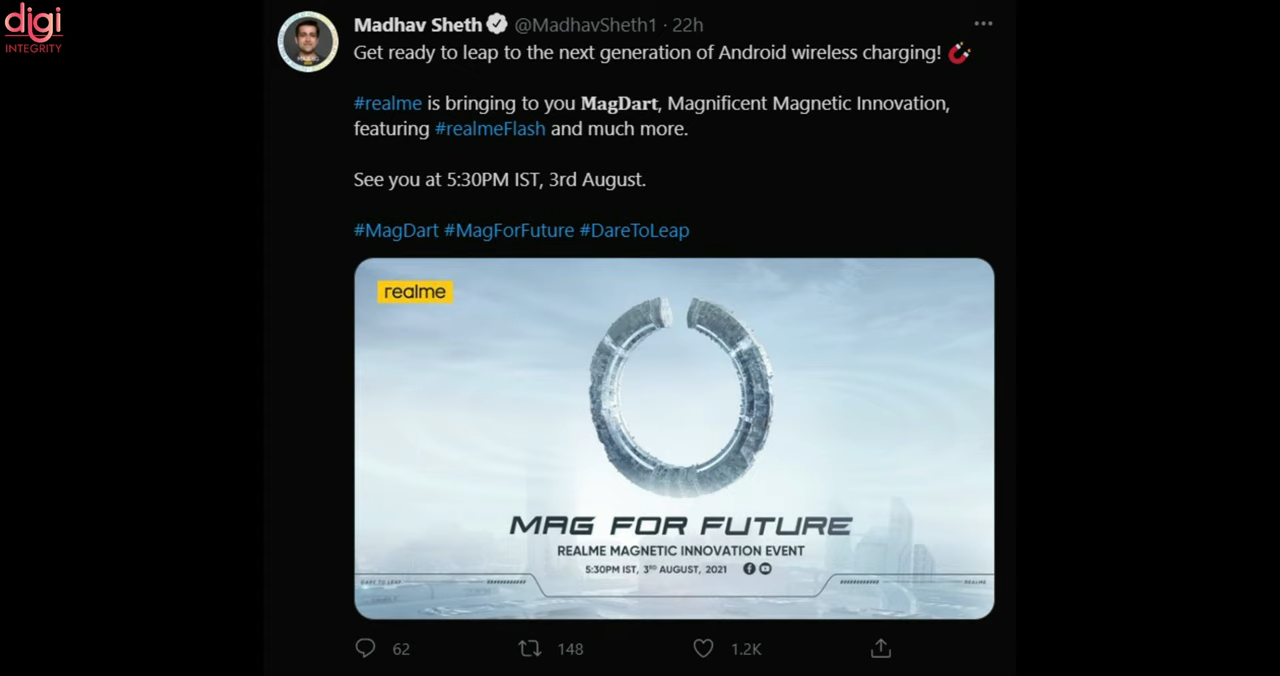 digi
INTEGRITY
Madhav Sheth @MadhavSheth1 · 22h
Get ready to leap to the next generation of Android wireless charging!
#realme is bringing to you MagDart, Magnificent Magnetic Innovation,
featuring #realmeFlash and much more.
See you at 5:30PM IST, 3rd August.
#MagDart #MagForFuture #DareToLeap
realme
MAG FOR FUTURE
REALME MAGNETIC INNOVATION EVENT
5:30PM IST, 3RD AUGUST, 2021
DARE TO LEAP
REALME
62 148 1.2K